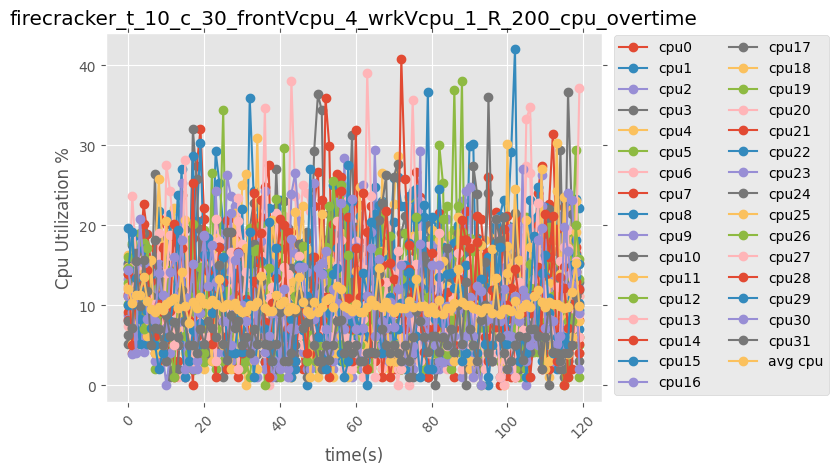 firecracker_t_10_c_30_frontVcpu_4_wrkVcpu_1_R_200_cpu_overtime
Cpu Utilization %
40
30
20
10
0
0
20
40
60
80
100
120
time(s)
cpu0
cpu1
cpu2
cpu3
cpu4
cpu5
cpu6
cpu7
cpu8
cpu9
cpu10
cpu11
cpu12
cpu13
cpu14
cpu15
cpu16
cpu17
cpu18
cpu19
cpu20
cpu21
cpu22
cpu23
cpu24
cpu25
cpu26
cpu27
cpu28
cpu29
cpu30
cpu31
avg cpu